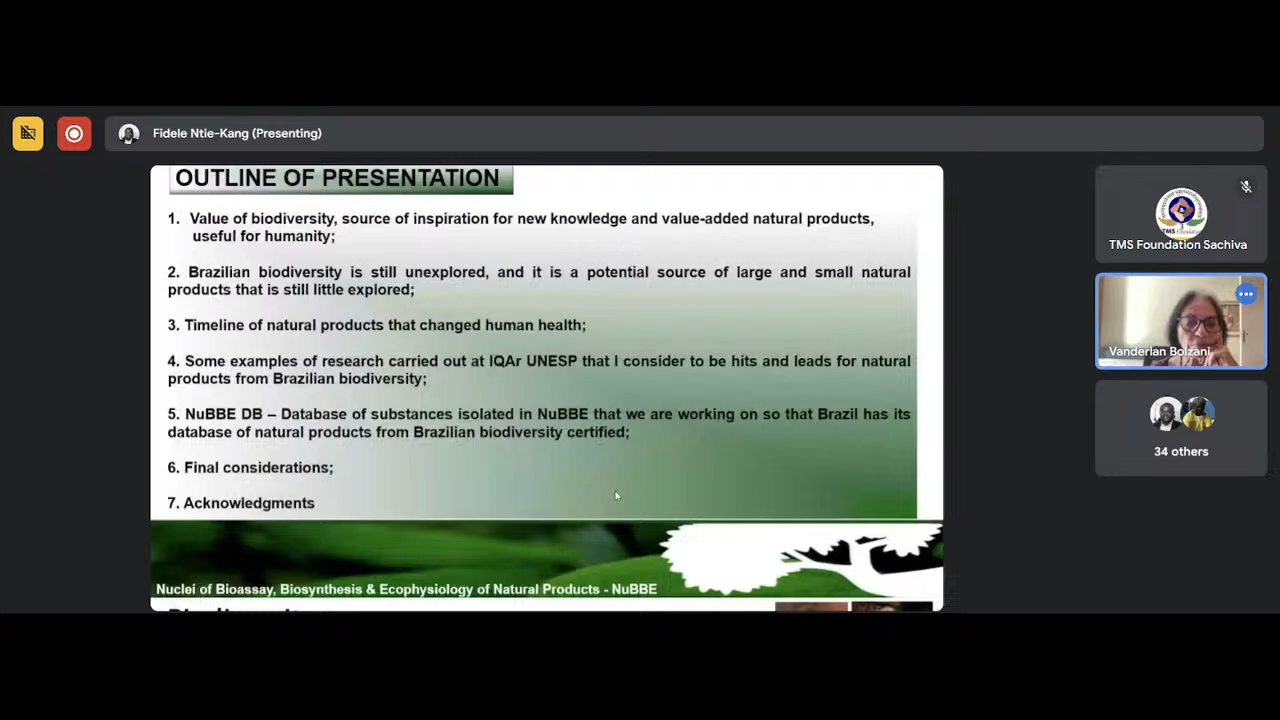 Fidele Ntie-Kang (Presenting)
OUTLINE OF PRESENTATION
1. Value of biodiversity, source of inspiration for new knowledge and value-added natural products,
useful for humanity;
2. Brazilian biodiversity is still unexplored, and it is a potential source of large and small natural
products that is still little explored;
3. Timeline of natural products that changed human health;
4. Some examples of research carried out at IQAr UNESP that I consider to be hits and leads for natural
products from Brazilian biodiversity;
5. NuBBE DB – Database of substances isolated in NuBBE that we are working on so that Brazil has its
database of natural products from Brazilian biodiversity certified;
6. Final considerations;
7. Acknowledgments
Nuclei of Bioassay, Biosynthesis & Ecophysiology of Natural Products - NuBBE
TMS Foundation Sachiva
Vanderlan Bolzani
34 others